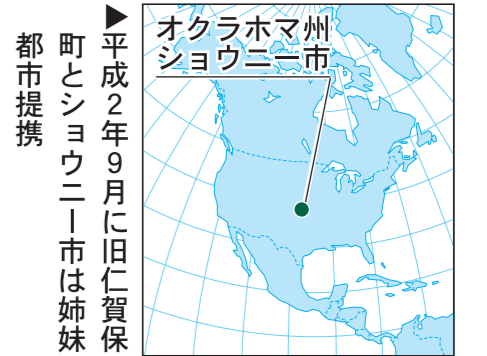 ▶平成2年9月に旧仁賀保
町とショウニー市は姉妹
都市提携
オクラホマ州
ショウニー市